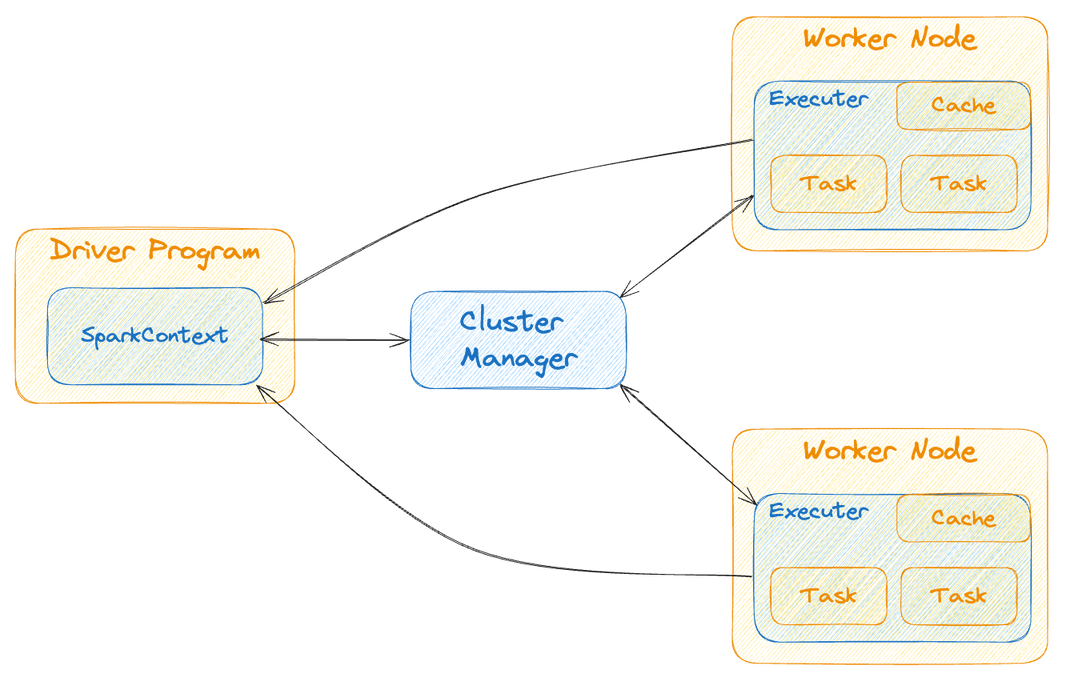 Worker Node
Executer
Cache
Task
Task
Driver Program
SparkContext
Cluster
Manager
Worker Node
Executer
Cache
Task
Task